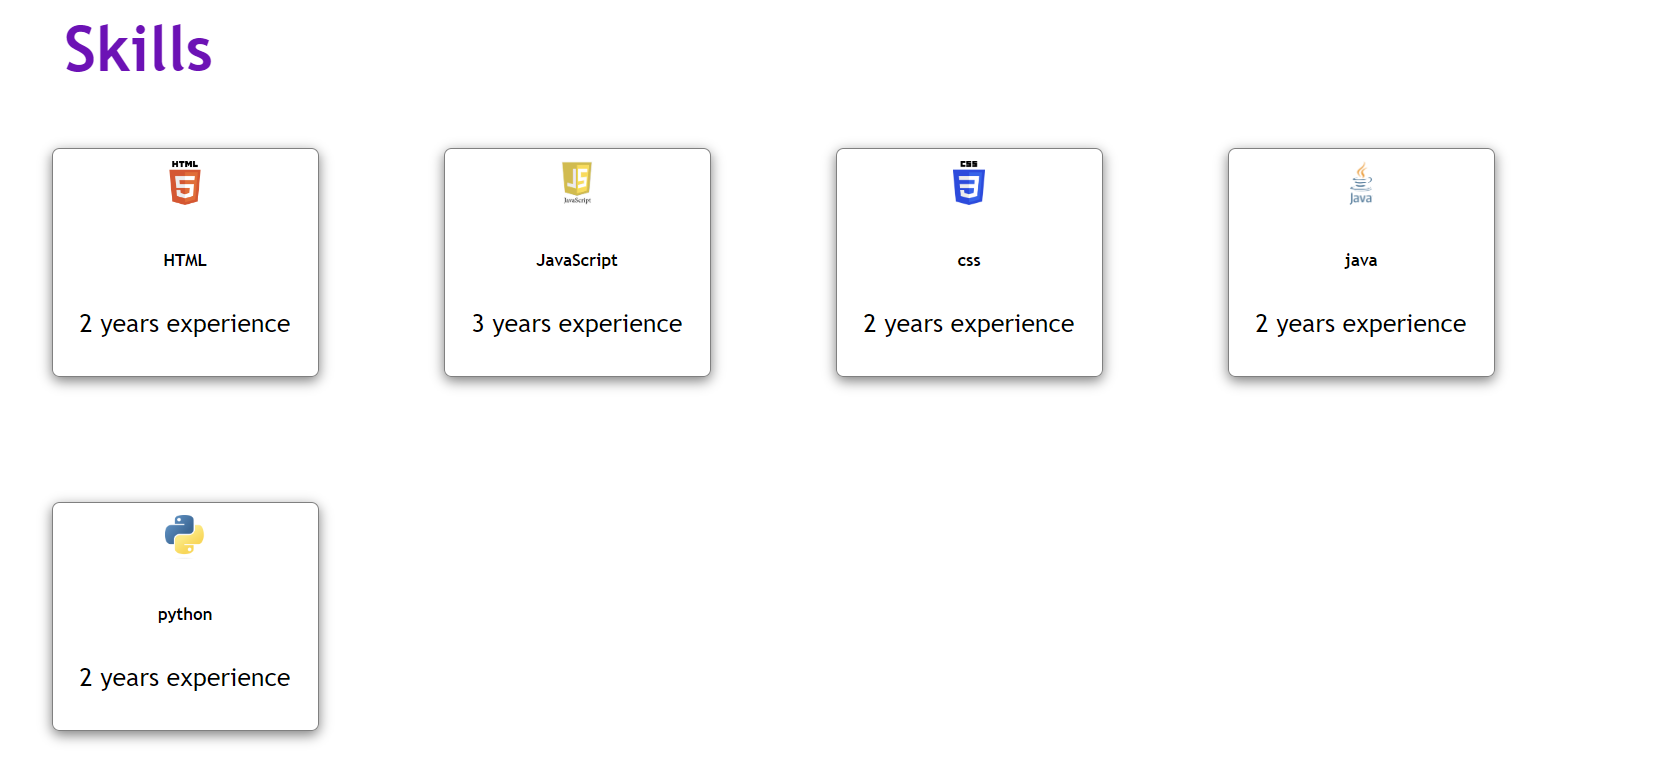 Skills
HTML
HTML
2 years experience
JS
JavaScript
JavaScript
3 years experience
CSS
3
css
2 years experience
Java
java
2 years experience
python
2 years experience